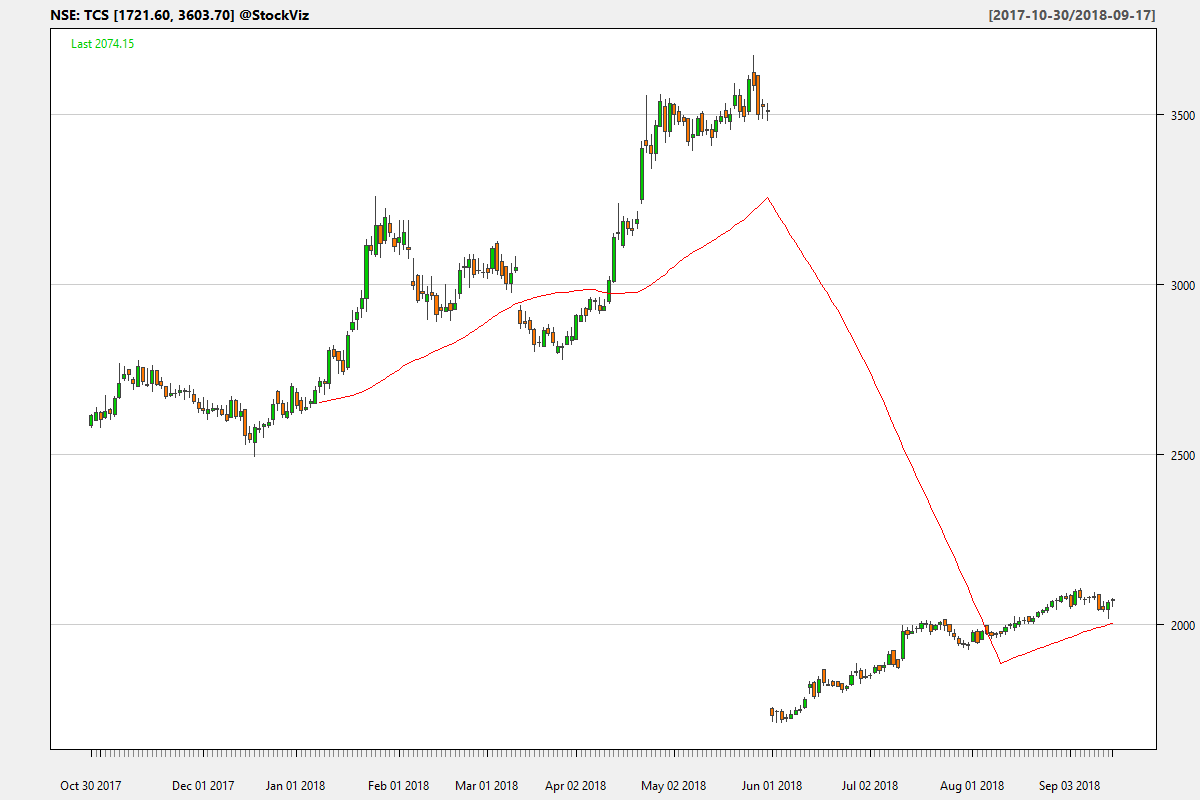 NSE: TCS [1721.60, 3603.70] @StockViz
[2017-10-30/2018-09-17]
Last 2074.15
3500
3000
2500
2000
Oct 30 2017 Dec 01 2017 Jan 01 2018 Feb 01 2018 Mar 01 2018 Apr 02 2018 May 02 2018 Jun 01 2018 Jul 02 2018 Aug 01 2018 Sep 03 2018